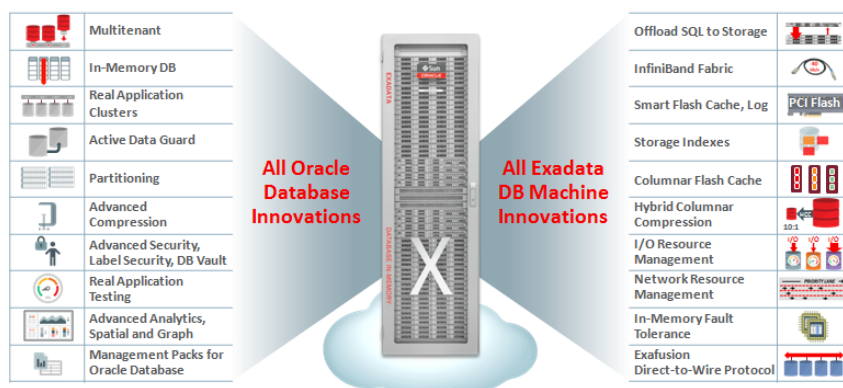 Multitenant
In-Memory DB
Real Application
Clusters
Active Data Guard
Partitioning
Advanced
Compression
Advanced Security,
Label Security, DB Vault
Real Application
Testing
Advanced Analytics,
Spatial and Graph
Management Packs for
Oracle Database
All Oracle
Database
Innovations
EXADATA
Sun
ORACLE
DATABASE IN-MEMORY
X
All Exadata
DB Machine
Innovations
Offload SQL to Storage
InfiniBand Fabric
Smart Flash Cache, Log
PCI Flash
Storage Indexes
Columnar Flash Cache
Hybrid Columnar
Compression
10:1
I/O Resource
Management
I/O I/O I/O
Network Resource
Management
PRIORITY LANE
In-Memory Fault
Tolerance
Exafusion
Direct-to-Wire Protocol